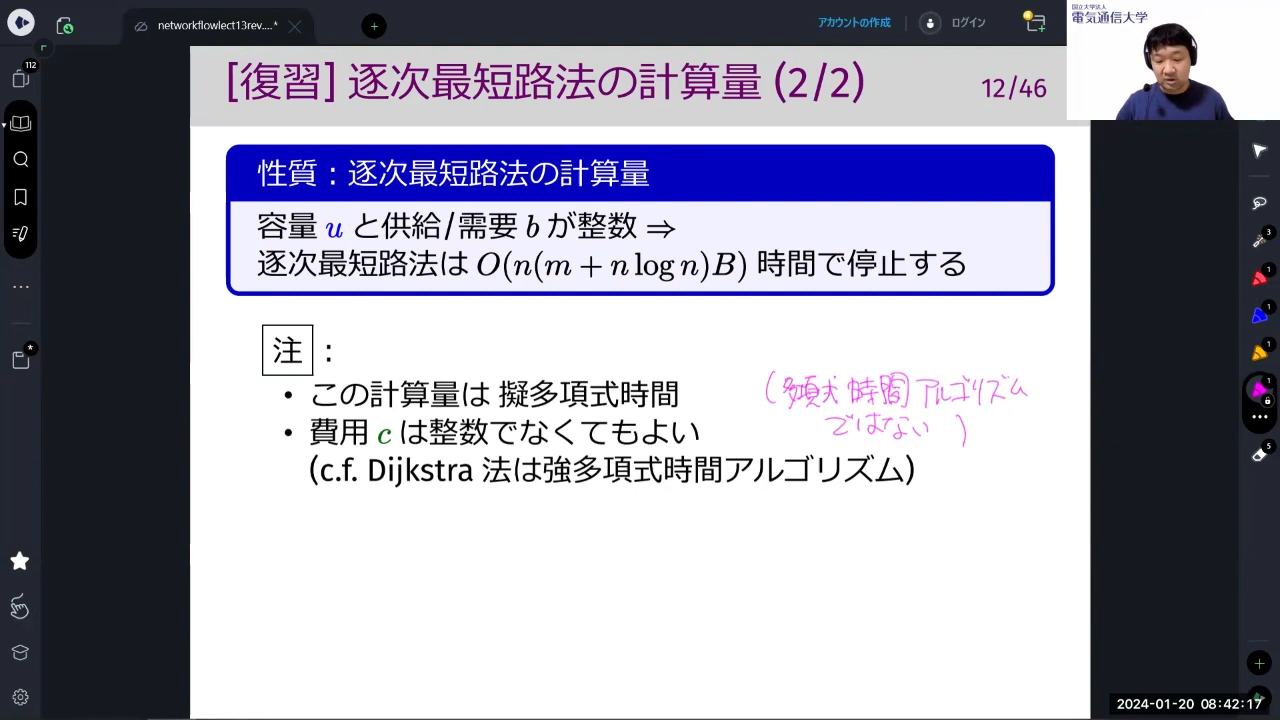 112
networkflowlect13rev....*
アカウントの作成
ログイン
国立大学法人
電気通信大学
[復習] 逐次最短路法の計算量 (2/2)
12/46
性質：逐次最短路法の計算量
容量 u と供給/需要 b が整数 ⇒
逐次最短路法は O(n(m + n log n)B) 時間で停止する
注：
• この計算量は 擬多項式時間
(多項式時間アルゴリズム
ではない)
• 費用 c は整数でなくてもよい
(c.f. Dijkstra 法は強多項式時間アルゴリズム)
3
1
1
1
1
5
2024-01-20 08:42:17